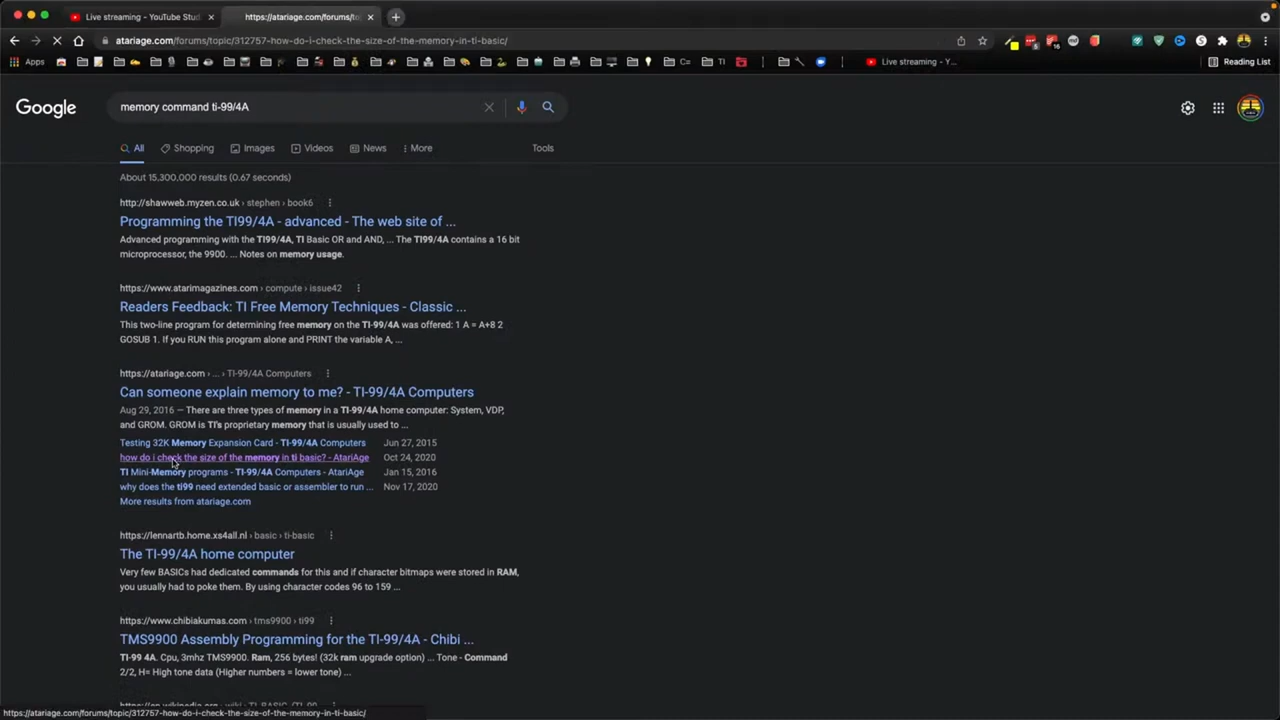 Live streaming - YouTube Stud
https://atariage.com/forums/to
atariage.com/forums/topic/312757-how-do-i-check-the-size-of-the-memory-in-ti-basic/
Apps
C=
TI
Live streaming - Y...
Reading List
Google
memory command ti-99/4A
All
Shopping
Images
Videos
News
More
Tools
About 15,300,000 results (0.67 seconds)
http://shawweb.myzen.co.uk › stephen › book6
Programming the TI99/4A - advanced - The web site of ...
Advanced programming with the TI99/4A, TI Basic OR and AND, ... The TI99/4A contains a 16 bit
microprocessor, the 9900. ... Notes on memory usage.
https://www.atarimagazines.com › compute › issue42
Readers Feedback: TI Free Memory Techniques - Classic ...
This two-line program for determining free memory on the TI-99/4A was offered: 1 A = A+8 2
GOSUB 1. If you RUN this program alone and PRINT the variable A, ...
https://atariage.com › ... › TI-99/4A Computers
Can someone explain memory to me? - TI-99/4A Computers
Aug 29, 2016 — There are three types of memory in a TI-99/4A home computer: System, VDP,
and GROM. GROM is TI's proprietary memory that is usually used to ...
Testing 32K Memory Expansion Card - TI-99/4A Computers Jun 27, 2015
how do i check the size of the memory in ti basic? - AtariAge Oct 24, 2020
TI Mini-Memory programs - TI-99/4A Computers - AtariAge Jan 15, 2016
why does the ti99 need extended basic or assembler to run ... Nov 17, 2020
More results from atariage.com
https://lennartb.home.xs4all.nl › basic › ti-basic
The TI-99/4A home computer
Very few BASICs had dedicated commands for this and if character bitmaps were stored in RAM,
you usually had to poke them. By using character codes 96 to 159 ...
https://www.chibiakumas.com › tms9900 › ti99
TMS9900 Assembly Programming for the TI-99/4A - Chibi ...
TI-99 4A. Cpu, 3mhz TMS9900. Ram, 256 bytes! (32k ram upgrade option) ... Tone - Command
2/2, H= High tone data (Higher numbers = lower tone) ...
https://atariage.com/forums/topic/312757-how-do-i-check-the-size-of-the-memory-in-ti-basic/